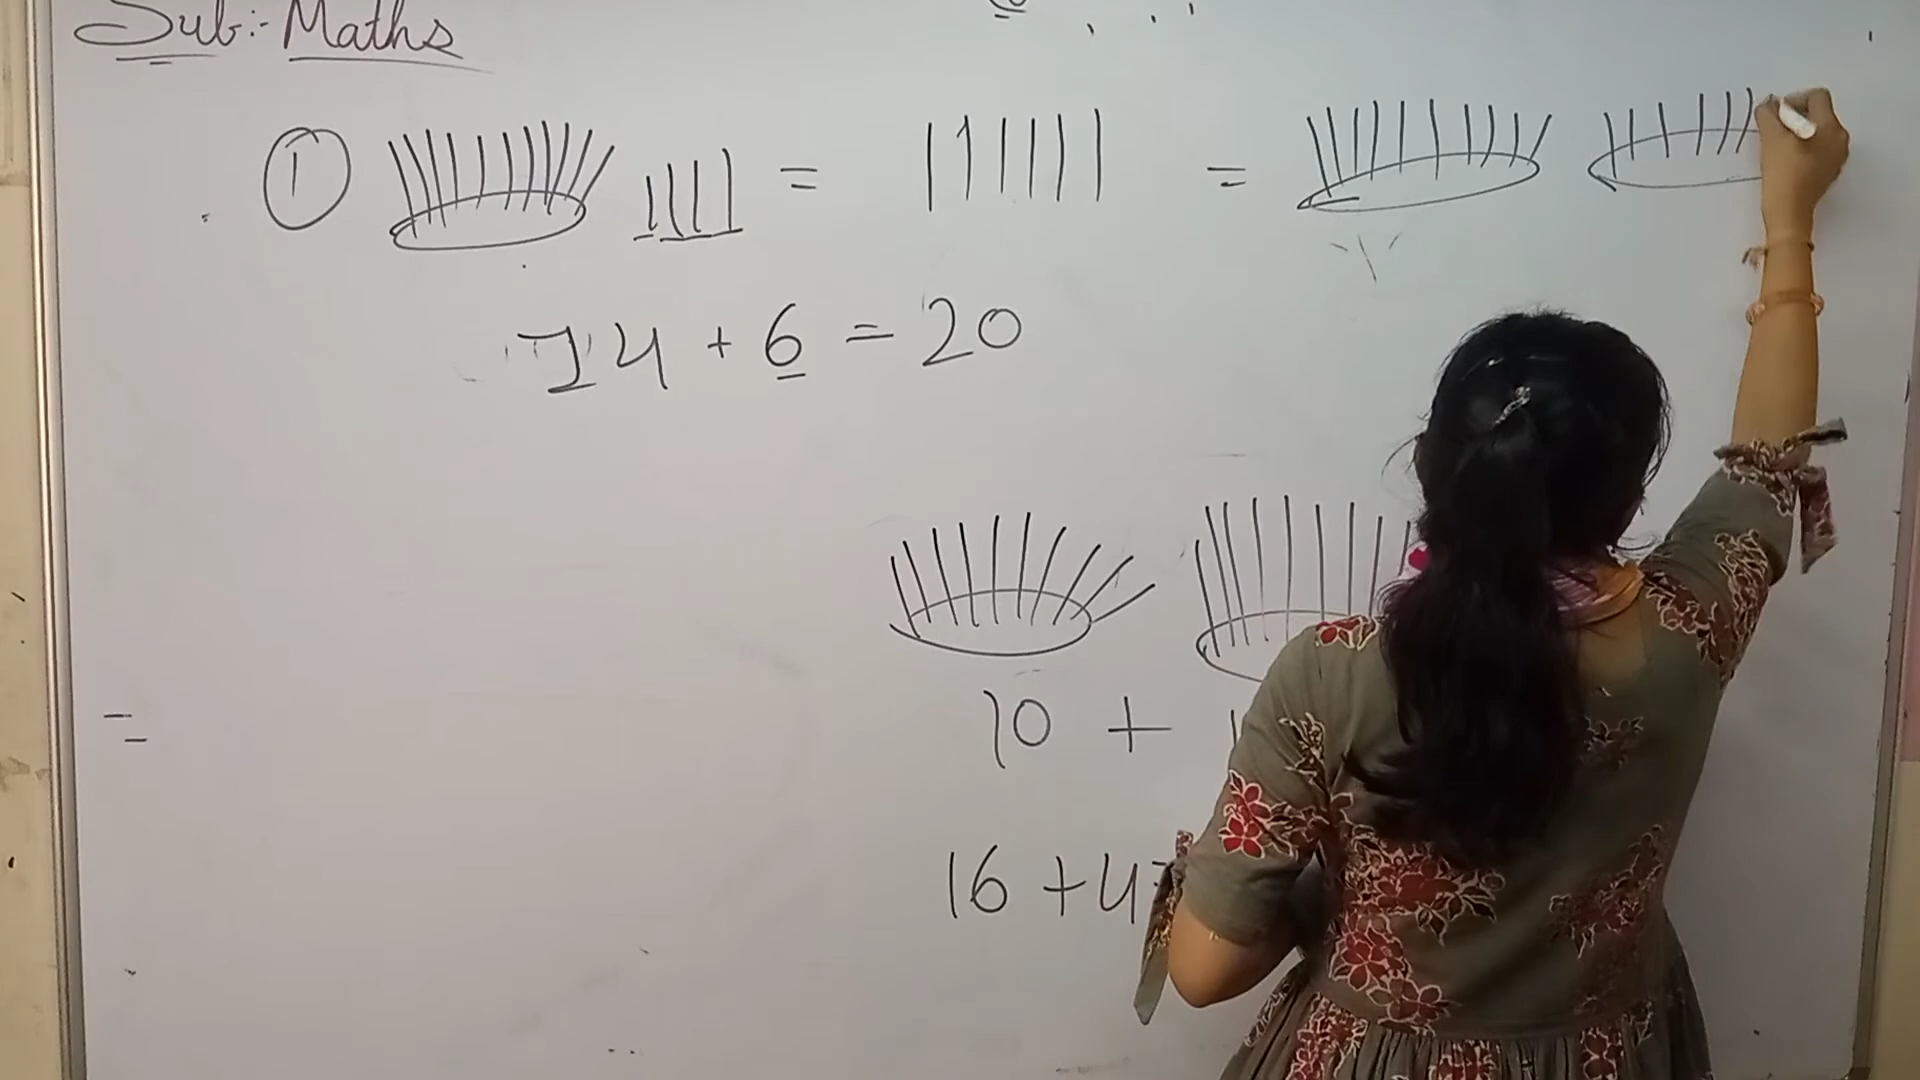 Sub:- Maths
① = =
14 + 6 = 20
10 +
16 + 4
=